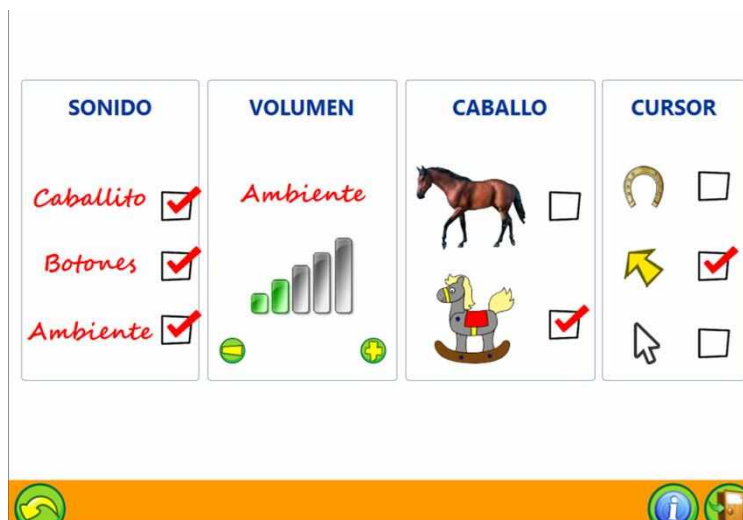 SONIDO
Caballito
Botones
Ambiente
VOLUMEN
Ambiente
CABALLO
CURSOR